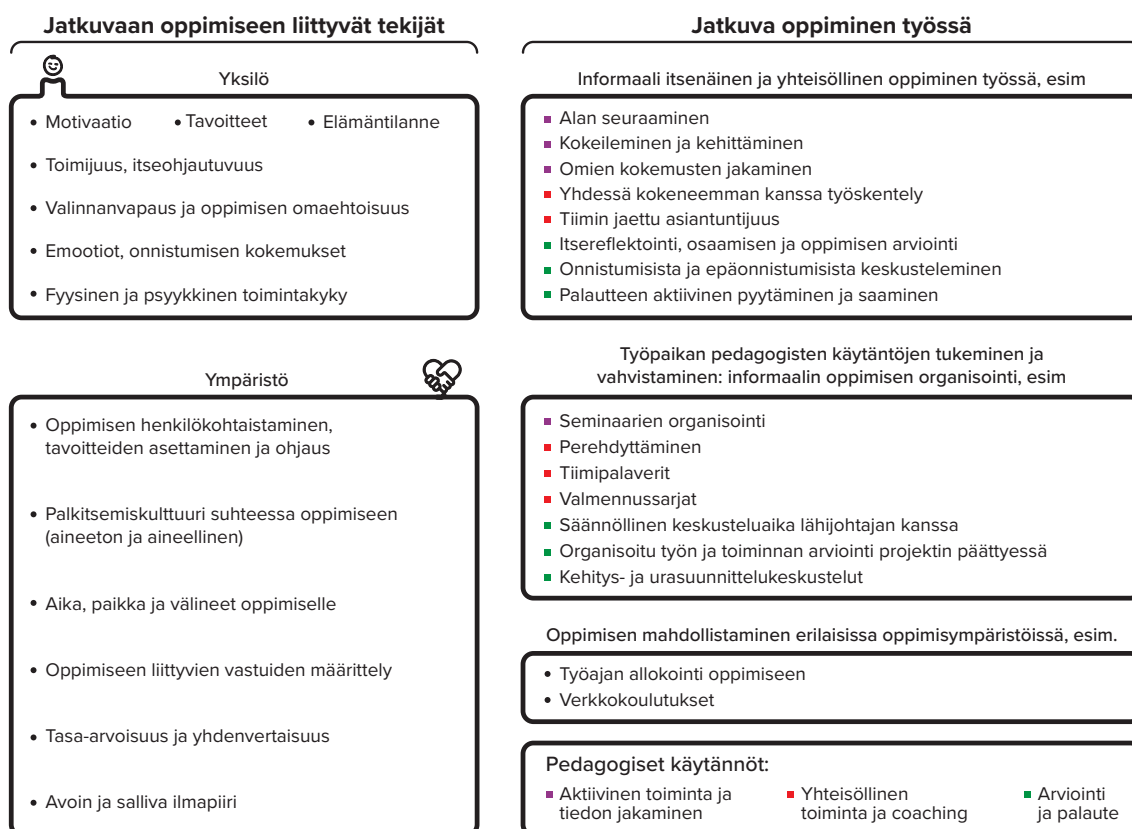 Jatkuvaan oppimiseen liittyvät tekijät
Yksilö
• Motivaatio • Tavoitteet • Elämäntilanne
• Toimijuus, itseohjautuvuus
• Valinnanvapaus ja oppimisen omaehtoisuus
• Emootiot, onnistumisen kokemukset
• Fyysinen ja psyykkinen toimintakyky
Ympäristö
• Oppimisen henkilökohtaistaminen,
tavoitteiden asettaminen ja ohjaus
• Palkitsemiskulttuuri suhteessa oppimiseen
(aineeton ja aineellinen)
• Aika, paikka ja välineet oppimiselle
• Oppimiseen liittyvien vastuiden määrittely
• Tasa-arvoisuus ja yhdenvertaisuus
• Avoin ja salliva ilmapiiri
Jatkuva oppiminen työssä
Informaali itsenäinen ja yhteisöllinen oppiminen työssä, esim
▪ Alan seuraaminen
▪ Kokeileminen ja kehittäminen
▪ Omien kokemusten jakaminen
▪ Yhdessä kokeneemman kanssa työskentely
▪ Tiimin jaettu asiantuntijuus
▪ Itsereflektointi, osaamisen ja oppimisen arviointi
▪ Onnistumisista ja epäonnistumisista keskusteleminen
▪ Palautteen aktiivinen pyytäminen ja saaminen
Työpaikan pedagogisten käytäntöjen tukeminen ja
vahvistaminen: informaalin oppimisen organisointi, esim
▪ Seminaarien organisointi
▪ Perehdyttäminen
▪ Tiimipalaverit
▪ Valmennussarjat
▪ Säännöllinen keskusteluaika lähijohtajan kanssa
▪ Organisoitu työn ja toiminnan arviointi projektin päättyessä
▪ Kehitys- ja urasuunnittelukeskustelut
Oppimisen mahdollistaminen erilaisissa oppimisympäristöissä, esim.
• Työajan allokointi oppimiseen
• Verkkokoulutukset
Pedagogiset käytännöt:
▪ Aktiivinen toiminta ja
tiedon jakaminen
▪ Yhteisöllinen
toiminta ja coaching
▪ Arviointi
ja palaute